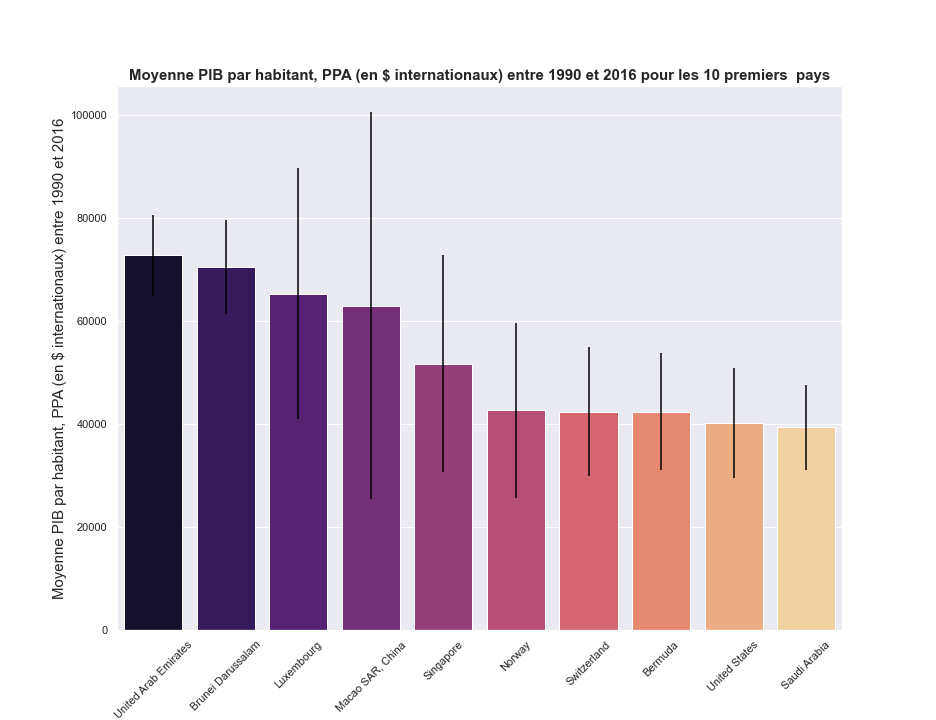 Moyenne PIB par habitant, PPA (en $ internationaux) entre 1990 et 2016 pour les 10 premiers  pays
Moyenne PIB par habitant, PPA (en $ internationaux) entre 1990 et 2016
100000
80000
60000
40000
20000
0
United Arab Emirates
Brunei Darussalam
Luxembourg
Macao SAR, China
Singapore
Norway
Switzerland
Bermuda
United States
Saudi Arabia